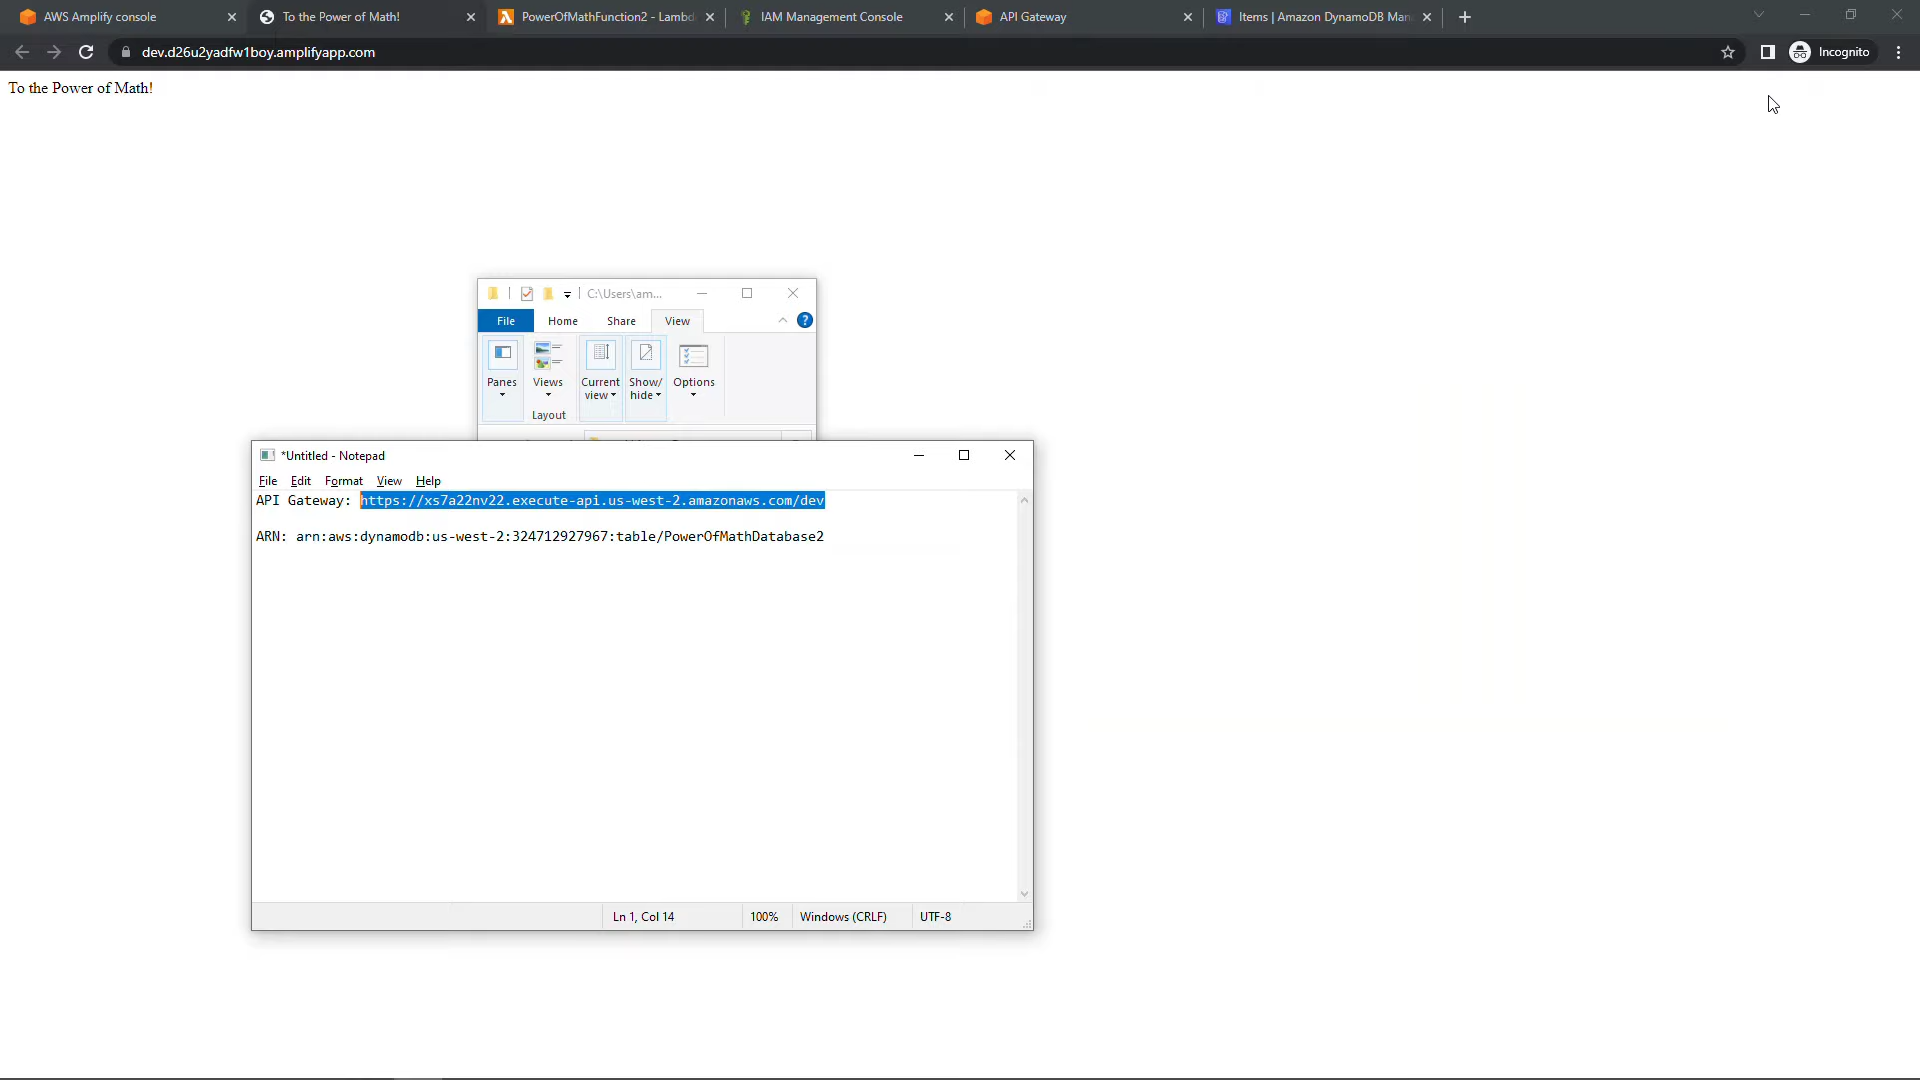 AWS Amplify console
To the Power of Math!
PowerOfMathFunction2 - Lambd
IAM Management Console
API Gateway
Items | Amazon DynamoDB Man
dev.d26u2yadfw1boy.amplifyapp.com
Incognito
To the Power of Math!
C:\Users\am...
File Home Share View
Panes Views Current view Show/ hide Options
Layout
*Untitled - Notepad
File Edit Format View Help
API Gateway: https://xs7a22nv22.execute-api.us-west-2.amazonaws.com/dev
ARN: arn:aws:dynamodb:us-west-2:324712927967:table/PowerOfMathDatabase2
Ln 1, Col 14 100% Windows (CRLF) UTF-8